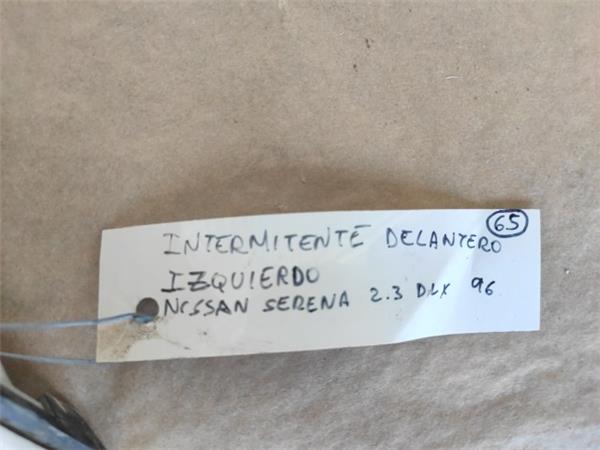 65
INTERMITENTE DELANTERO
IZQUIERDO
NISSAN SERENA 2.3 DLX 96